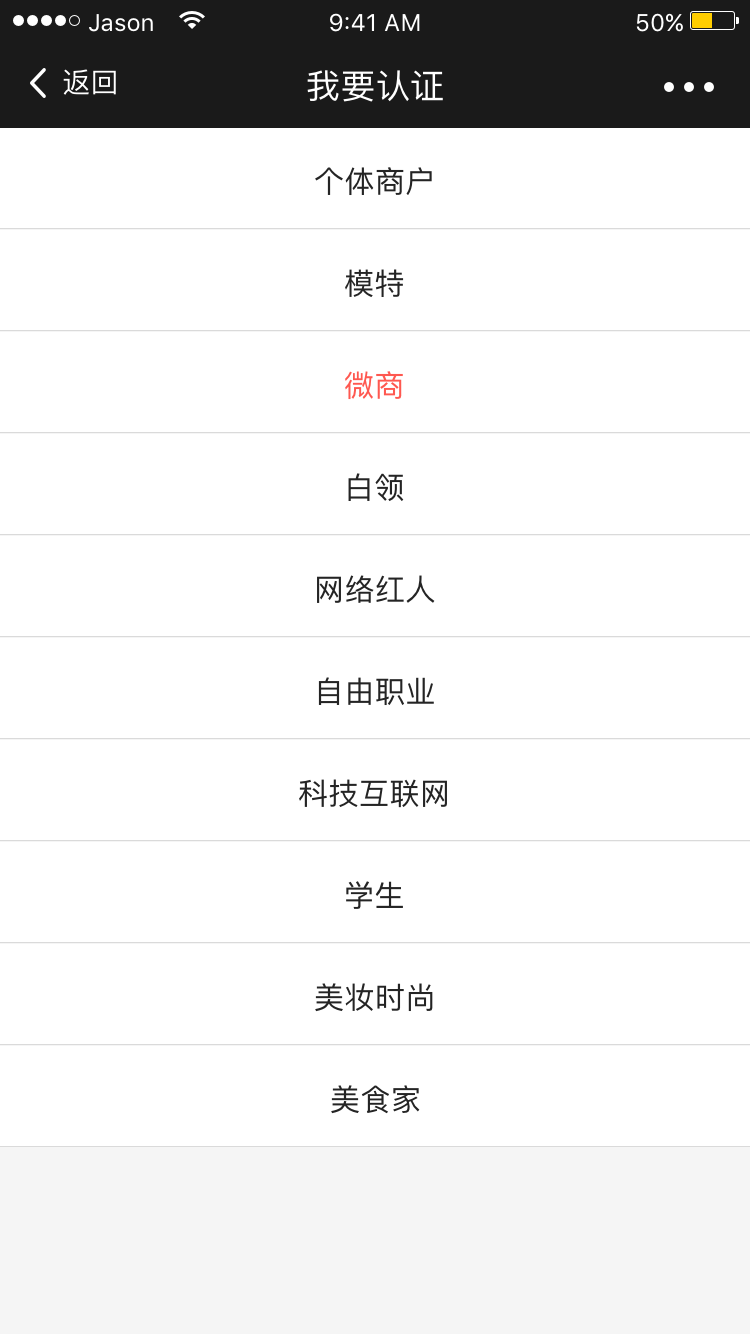 Jason 9:41 AM 50%
返回 我要认证
个体商户
模特
微商
白领
网络红人
自由职业
科技互联网
学生
美妆时尚
美食家